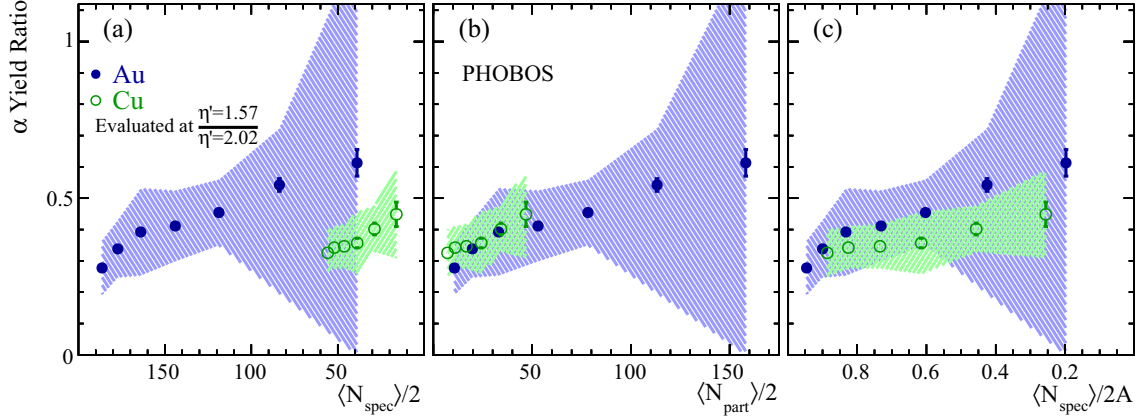 α Yield Ratio
1
0.5
0
(a)
Au
Cu
Evaluated at η'=1.57
η'=2.02
150
100
50
⟨N_spec⟩/2
(b)
PHOBOS
50
100
150
⟨N_part⟩/2
(c)
0.8
0.6
0.4
0.2
⟨N_spec⟩/2A